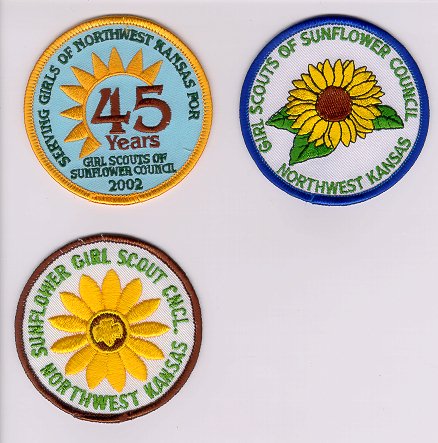 SERVING GIRLS OF NORTHWEST KANSAS FOR
45
Years
GIRL SCOUTS OF
SUNFLOWER COUNCIL
2002
GIRL SCOUTS OF SUNFLOWER COUNCIL
NORTHWEST KANSAS
SUNFLOWER GIRL SCOUT CNCL.
NORTHWEST KANSAS